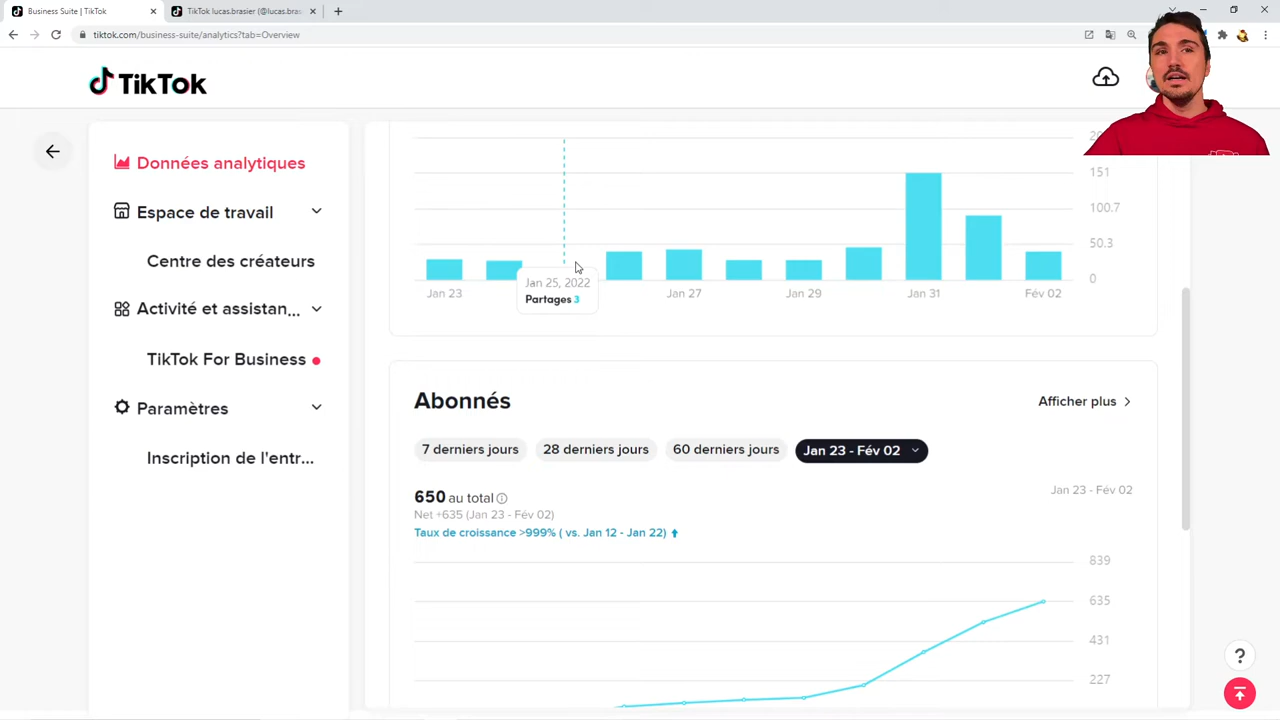 Business Suite | TikTok
TikTok lucas.brasier (@lucas.bras
tiktok.com/business-suite/analytics?tab=Overview
TikTok
Données analytiques
Espace de travail
Centre des créateurs
Activité et assistan...
TikTok For Business
Paramètres
Inscription de l'entr...
151
100.7
50.3
0
Jan 25, 2022
Partages 3
Jan 23
Jan 27
Jan 29
Jan 31
Fév 02
Abonnés
Afficher plus
7 derniers jours
28 derniers jours
60 derniers jours
Jan 23 - Fév 02
650 au total
Jan 23 - Fév 02
Net +635 (Jan 23 - Fév 02)
Taux de croissance >999% ( vs. Jan 12 - Jan 22)
839
635
431
227
?